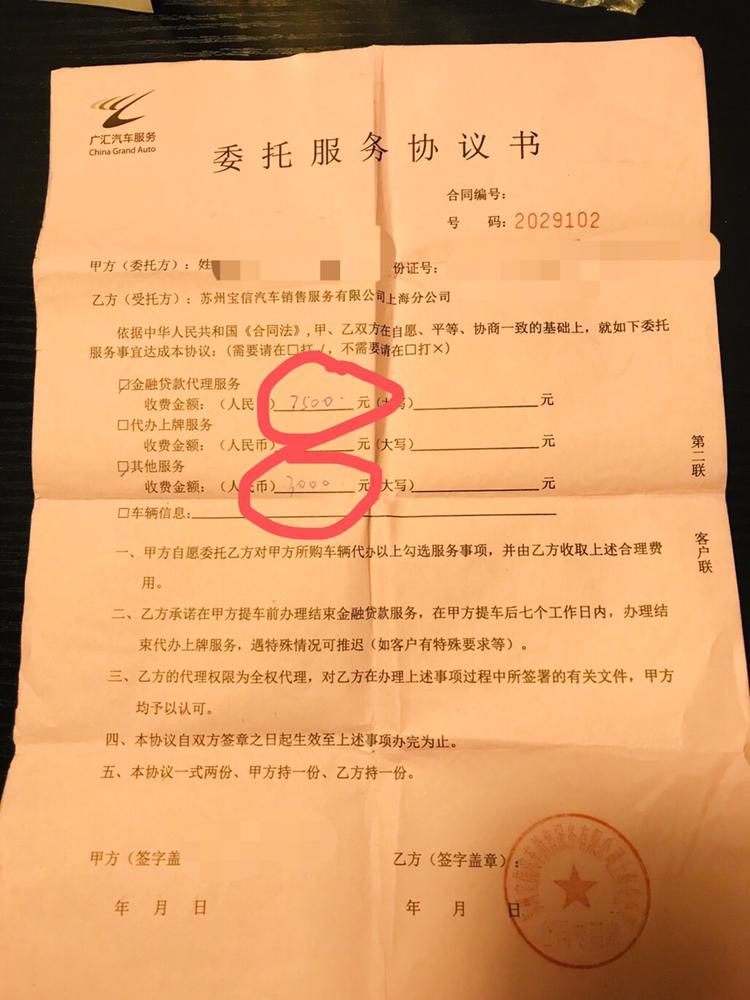 广汇汽车服务
China Grand Auto
委托服务协议书
合同编号：
号 码：2029102
甲方（委托方）：姓
份证号：
乙方（受托方）：苏州宝信汽车销售服务有限公司上海分公司
依据中华人民共和国《合同法》,甲、乙双方在自愿、平等、协商一致的基础上，就如下委托
服务事宜达成本协议：(需要请在□打√，不需要请在□打×)
☑金融贷款代理服务
收费金额：（人民）7500元（大写）元
□代办上牌服务
收费金额：（人民币）元（大写）元
☑其他服务
收费金额：（人民币）3000元（大写）元
□车辆信息：
第二联
客户联
一、甲方自愿委托乙方对甲方所购车辆代办以上勾选服务事项，并由乙方收取上述合理费
用。
二、乙方承诺在甲方提车前办理结束金融贷款服务，在甲方提车后七个工作日内，办理结
束代办上牌服务，遇特殊情况可推迟（如客户有特殊要求等）。
三、乙方的代理权限为全权代理，对乙方在办理上述事项过程中所签署的有关文件，甲方
均予以认可。
四、本协议自双方签章之日起生效至上述事项办完为止。
五、本协议一式两份、甲方持一份、乙方持一份。
甲方（签字盖
乙方（签字盖章）：
年 月 日
年 月 日